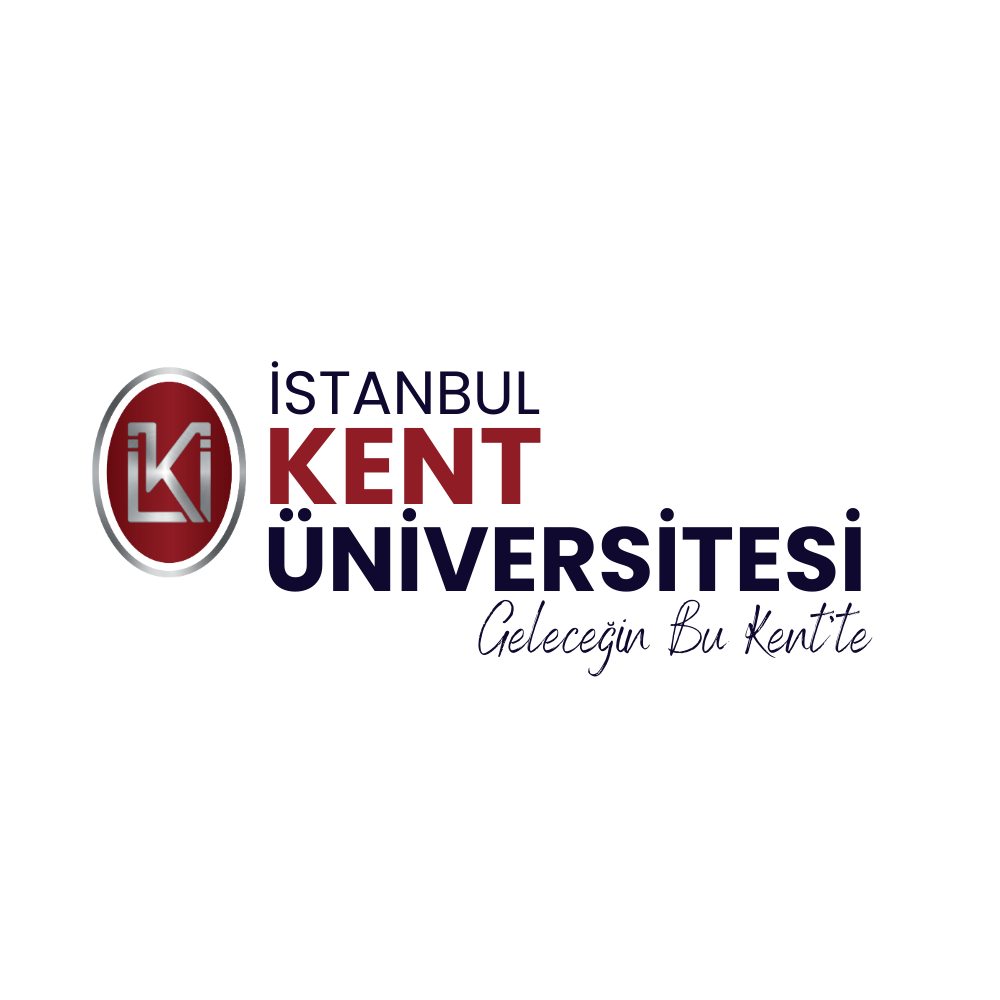 İSTANBUL
KENT
ÜNİVERSİTESİ
Geleceğin Bu Kent'te